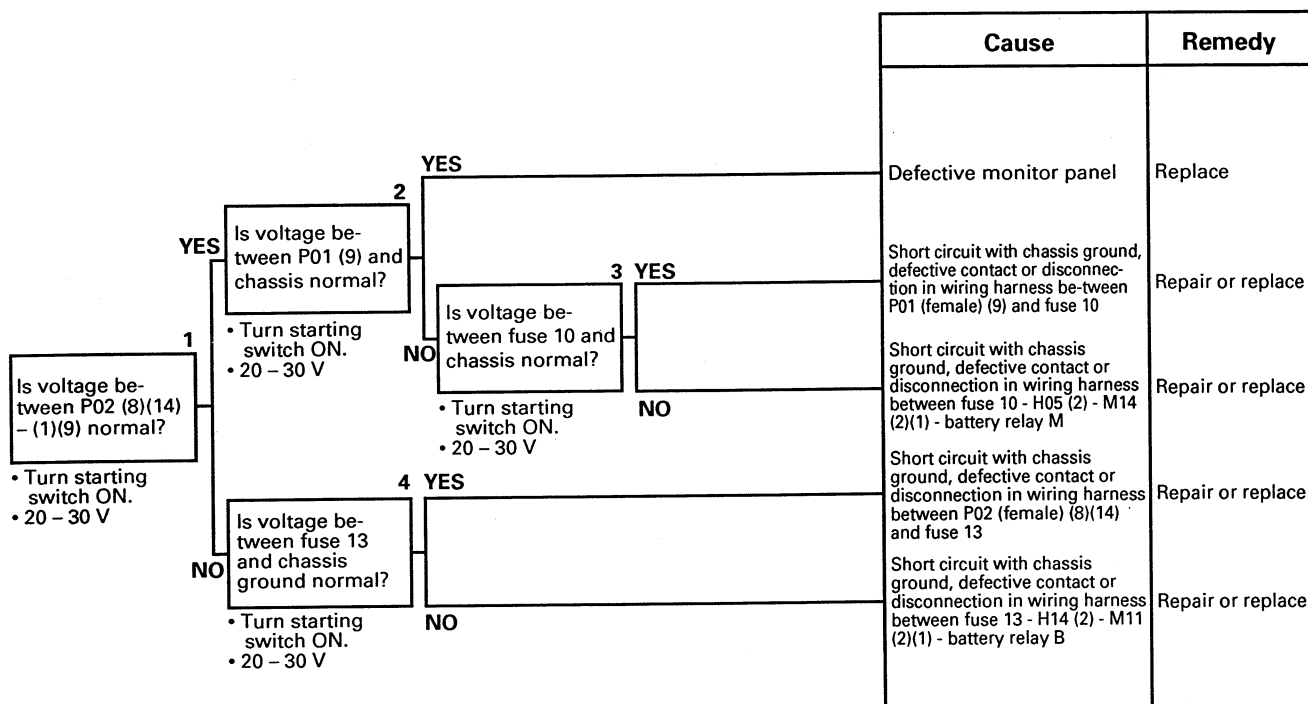 Cause
Remedy
YES
Defective monitor panel
Replace
2
Is voltage be-
tween P01 (9) and
chassis normal?
YES
• Turn starting
switch ON.
• 20 – 30 V
3
YES
Short circuit with chassis ground,
defective contact or disconnec-
tion in wiring harness be-tween
P01 (female) (9) and fuse 10
Repair or replace
NO
Is voltage be-
tween fuse 10 and
chassis normal?
• Turn starting
switch ON.
• 20 – 30 V
NO
Short circuit with chassis
ground, defective contact or
disconnection in wiring harness
between fuse 10 - H05 (2) - M14
(2)(1) - battery relay M
Repair or replace
1
Is voltage be-
tween P02 (8)(14)
– (1)(9) normal?
• Turn starting
switch ON.
• 20 – 30 V
4
YES
Short circuit with chassis
ground, defective contact or
disconnection in wiring harness
between P02 (female) (8)(14)
and fuse 13
Repair or replace
NO
Is voltage be-
tween fuse 13
and chassis
ground normal?
• Turn starting
switch ON.
• 20 – 30 V
NO
Short circuit with chassis
ground, defective contact or
disconnection in wiring harness
between fuse 13 - H14 (2) - M11
(2)(1) - battery relay B
Repair or replace